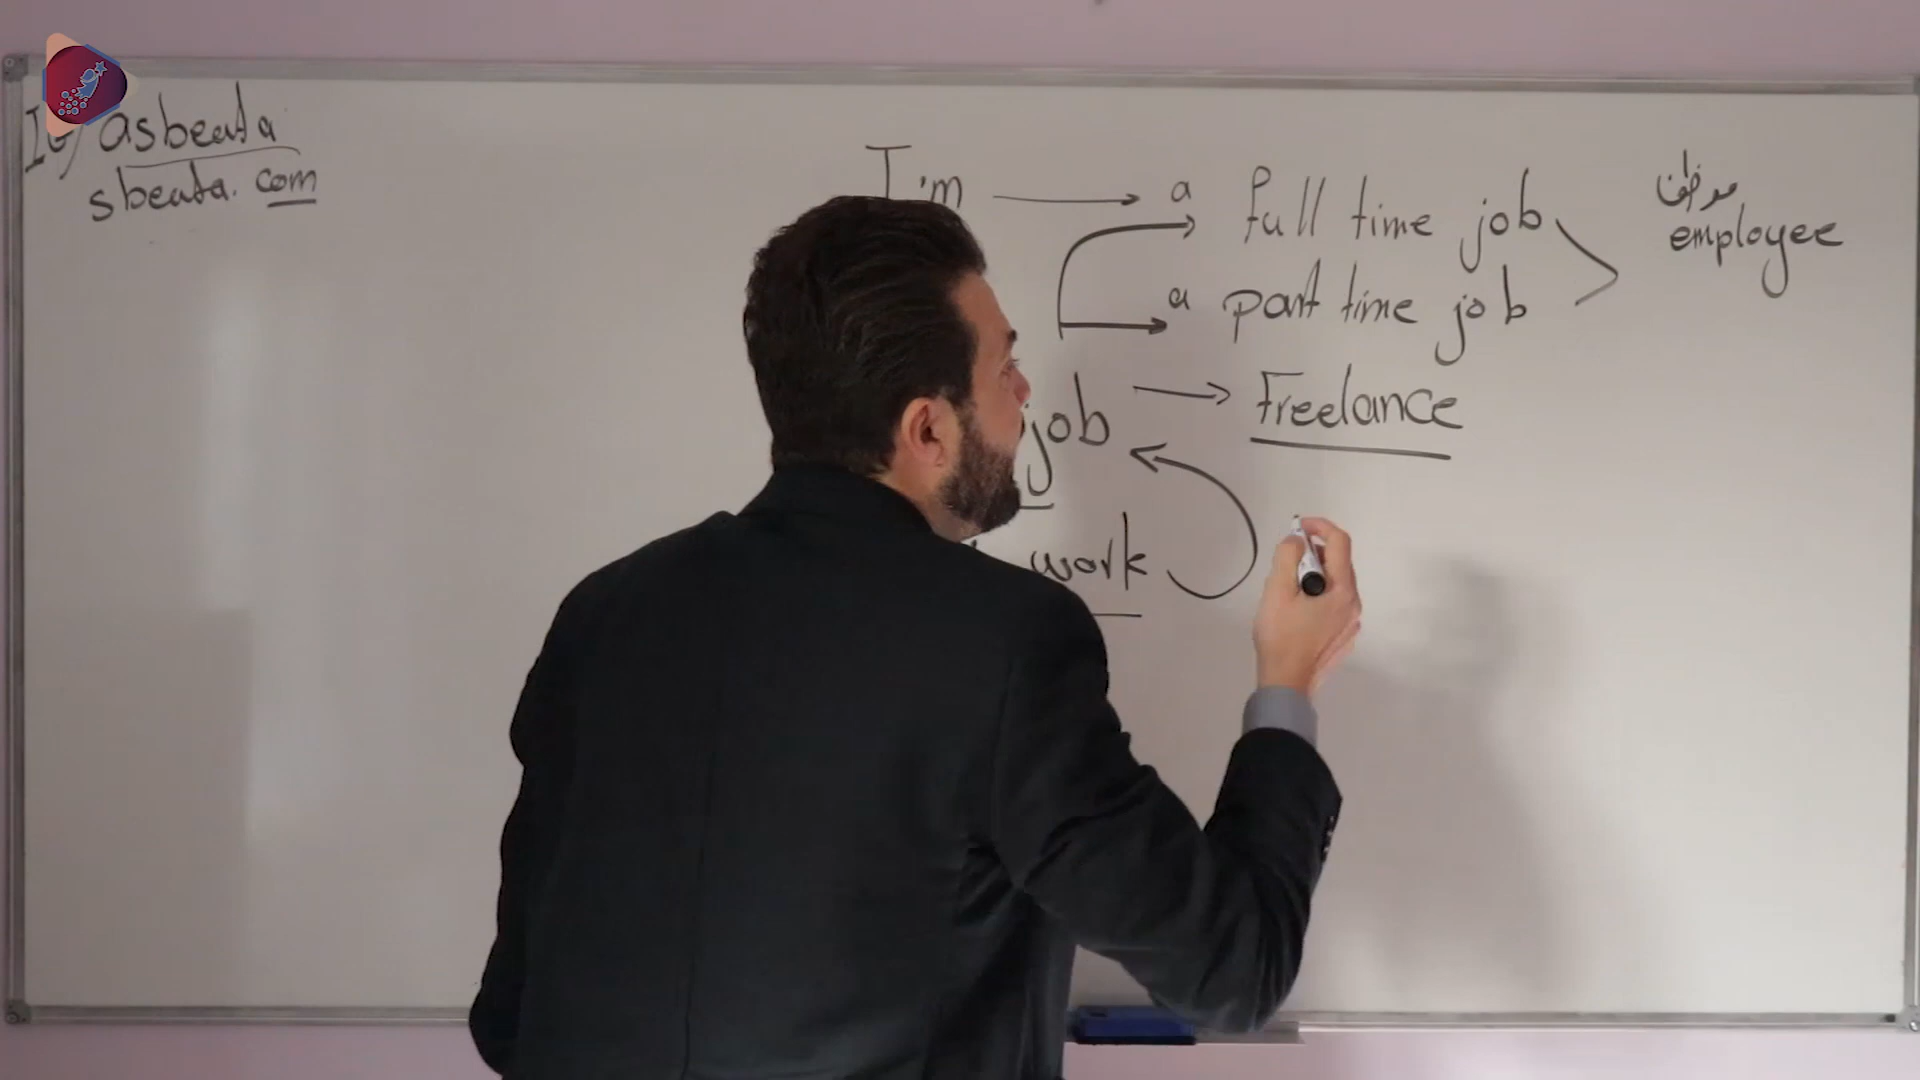 IG/ asbeata
sbeata.com
I'm → a full time job
a part time job
موظف
employee
job → Freelance
work